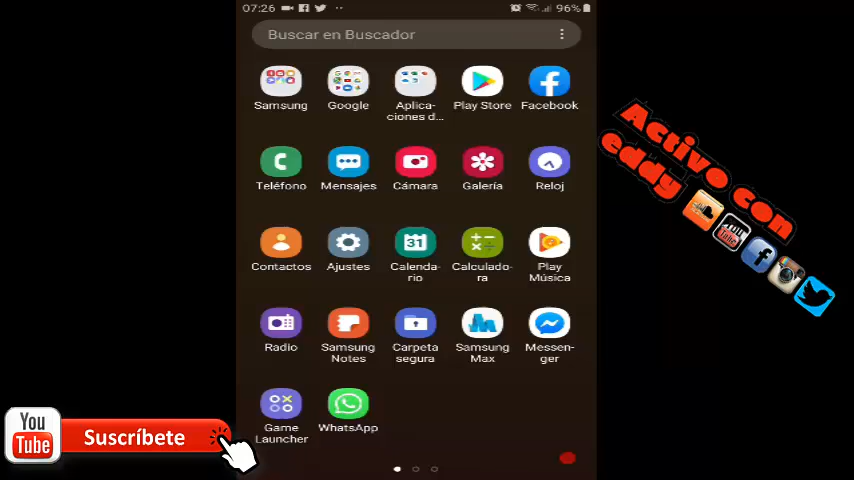 07:26
96%
Buscar en Buscador
Samsung
Google
Aplica-
ciones d...
Play Store
Facebook
Teléfono
Mensajes
Cámara
Galería
Reloj
31
Contactos
Ajustes
Calenda-
rio
Calculado-
ra
Play
Música
Radio
Samsung
Notes
Carpeta
segura
Samsung
Max
Messen-
ger
Game
Launcher
WhatsApp
Activo con
eddy
You
Tube
Suscríbete